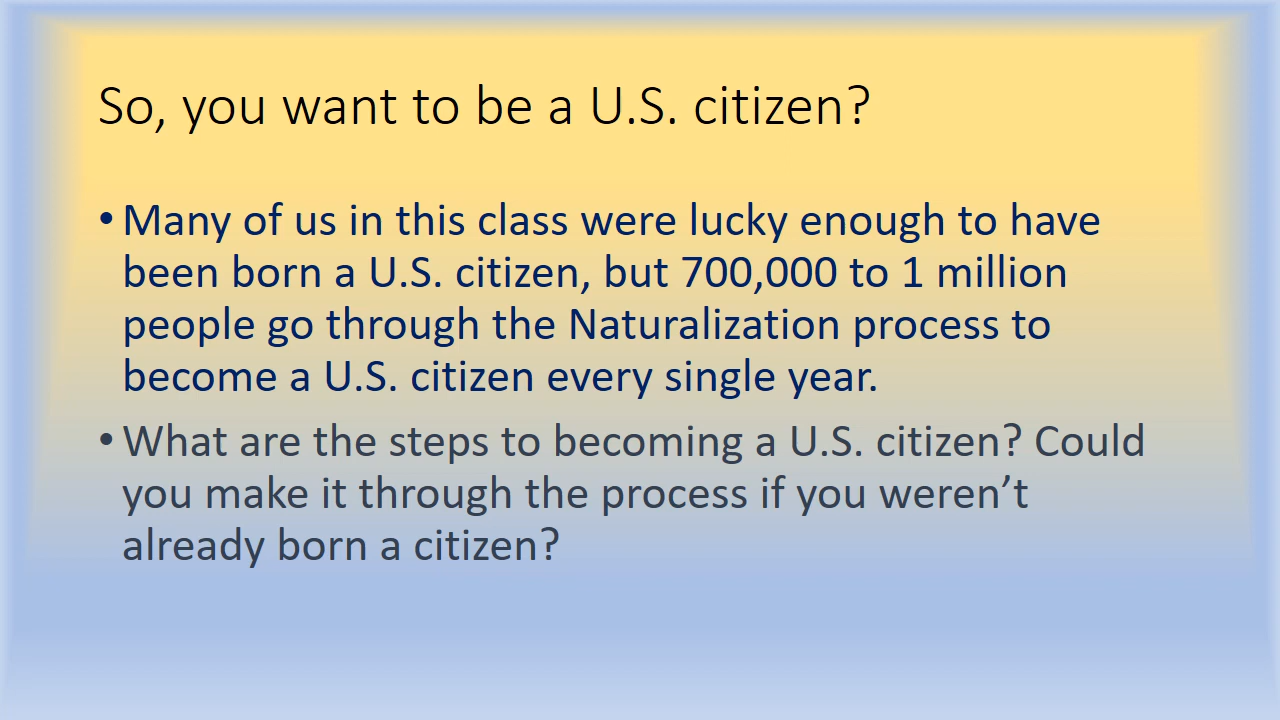 So, you want to be a U.S. citizen?
• Many of us in this class were lucky enough to have
been born a U.S. citizen, but 700,000 to 1 million
people go through the Naturalization process to
become a U.S. citizen every single year.
• What are the steps to becoming a U.S. citizen? Could
you make it through the process if you weren’t
already born a citizen?